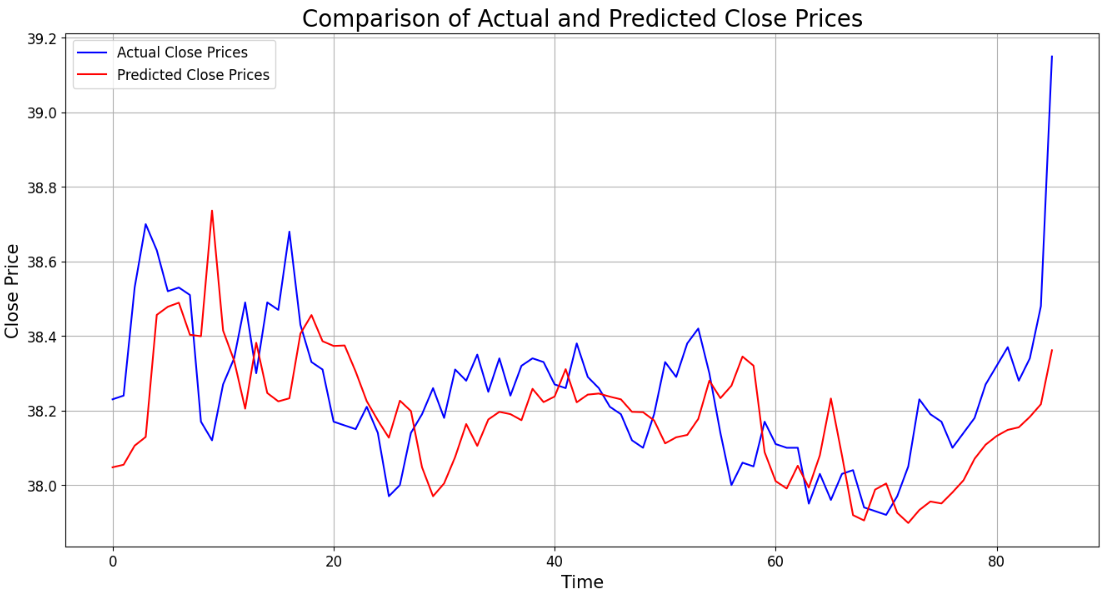 Comparison of Actual and Predicted Close Prices
Actual Close Prices
Predicted Close Prices
Close Price
39.2
39.0
38.8
38.6
38.4
38.2
38.0
0
20
40
60
80
Time